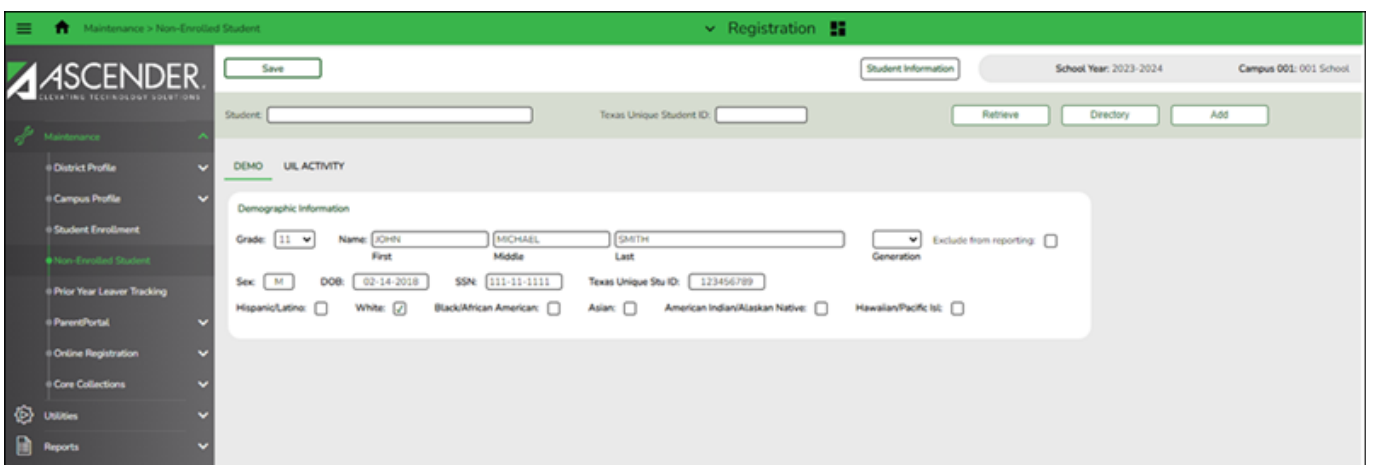 Maintenance > Non-Enrolled Student
Registration
ASCENDER.
ELEVATING TECHNOLOGY SOLUTIONS
Save
Student Information
School Year: 2023-2024
Campus 001: 001 School
Student:
Texas Unique Student ID:
Retrieve
Directory
Add
Maintenance
District Profile
Campus Profile
Student Enrollment
Non-Enrolled Student
Prior Year Leaver Tracking
ParentPortal
Online Registration
Core Collections
Utilities
Reports
DEMO UIL ACTIVITY
Demographic Information
Grade: 11 Name: JOHN MICHAEL SMITH Exclude from reporting:
First Middle Last Generation
Sex: M DOB: 02-14-2018 SSN: 111-11-1111 Texas Unique Stu ID: 123456789
Hispanic/Latino: White: Black/African American: Asian: American Indian/Alaskan Native: Hawaiian/Pacific Isl: